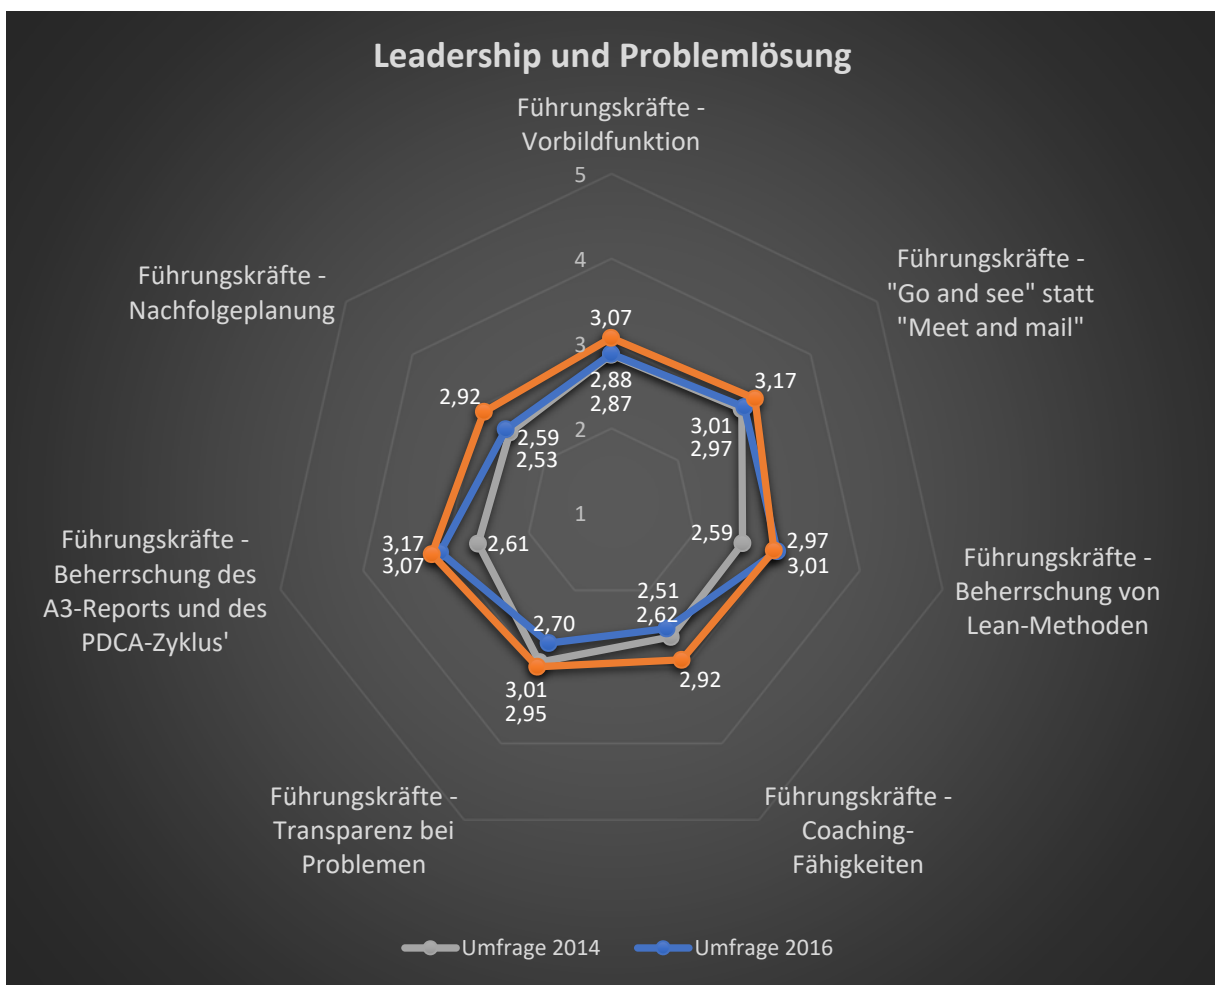 Leadership und Problemlösung
Führungskräfte -
Vorbildfunktion
5
4
3
2
1
Führungskräfte -
"Go and see" statt
"Meet and mail"
Führungskräfte -
Nachfolgeplanung
3,07
2,88
2,87
3,17
3,01
2,97
2,92
2,59
2,53
2,59
2,97
3,01
3,17
3,07
2,61
2,51
2,62
2,70
2,92
3,01
2,95
Führungskräfte -
Beherrschung des
A3-Reports und des
PDCA-Zyklus'
Führungskräfte -
Beherrschung von
Lean-Methoden
Führungskräfte -
Transparenz bei
Problemen
Führungskräfte -
Coaching-
Fähigkeiten
Umfrage 2014
Umfrage 2016